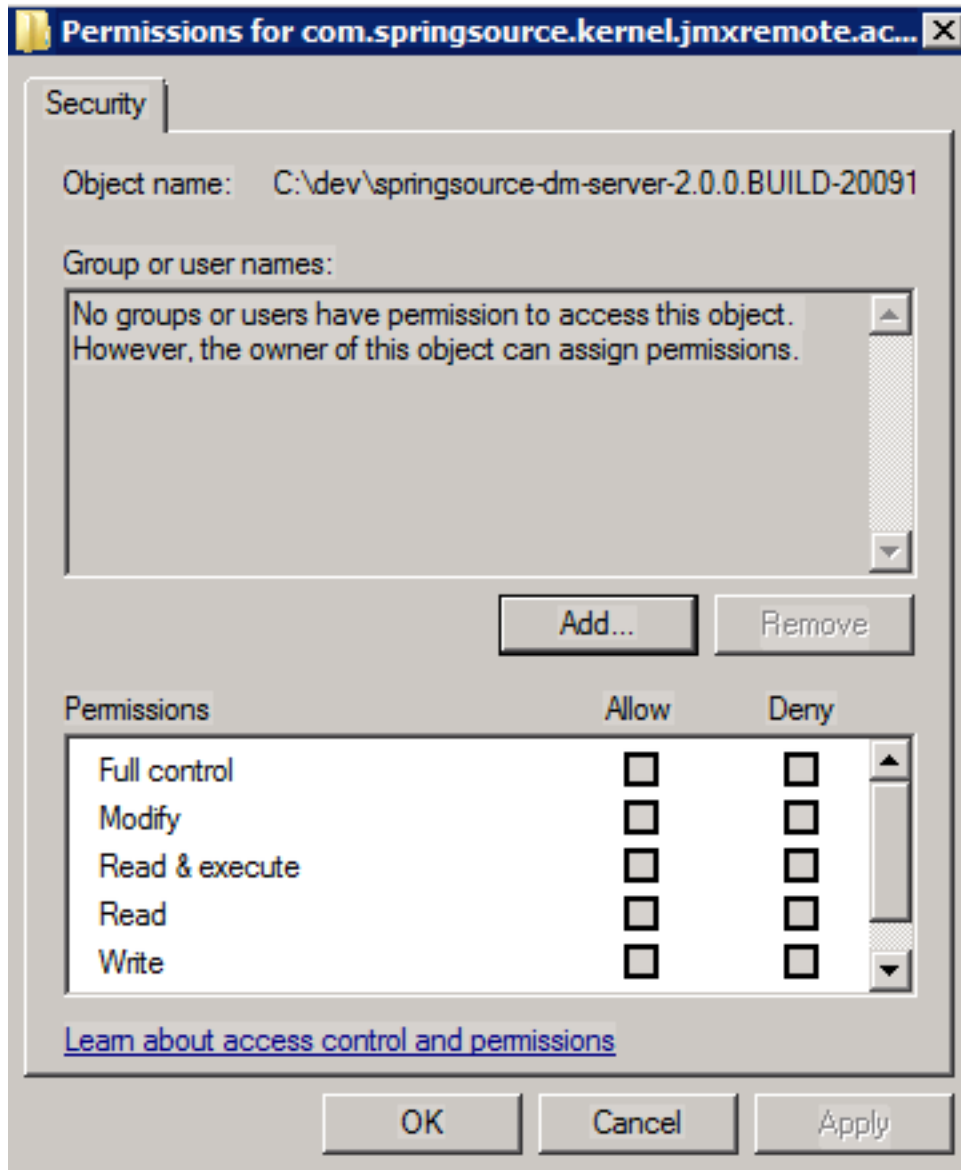 Permissions for com.springsource.kernel.jmxremote.ac...
Security
Object name: C:\dev\springsource-dm-server-2.0.0.BUILD-20091
Group or user names:
No groups or users have permission to access this object.
However, the owner of this object can assign permissions.
Add...
Remove
Permissions Allow Deny
Full control
Modify
Read & execute
Read
Write
Learn about access control and permissions
OK Cancel Apply